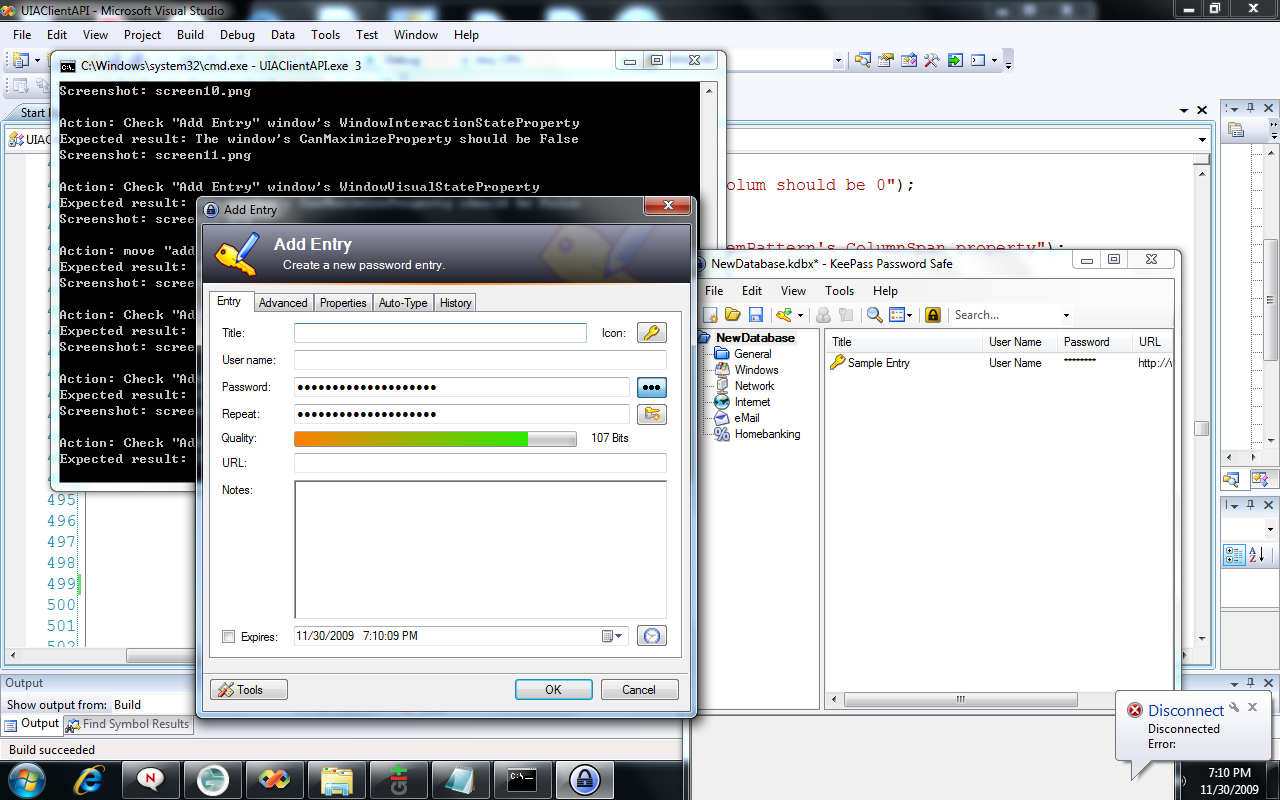 UIAClientAPI - Microsoft Visual Studio
File Edit View Project Build Debug Data Tools Test Window Help
C:\Windows\system32\cmd.exe - UIAClientAPI.exe 3
Screenshot: screen10.png
Action: Check "Add Entry" window's WindowInteractionStateProperty
Expected result: The window's CanMaximizeProperty should be False
Screenshot: screen11.png
Action: Check "Add Entry" window's WindowVisualStateProperty
Expected result:
Screenshot: scree
Action: move "add
Expected result:
Screenshot: scree
Action: Check "Ad
Expected result:
Screenshot: scree
Action: Check "Ad
Expected result:
Screenshot: scree
Action: Check "Ad
Expected result:
Start
UIAC
olum should be 0");
emPattern's ColumnSpan property");
495
496
497
498
499
500
501
502
Add Entry
Add Entry
Create a new password entry.
Entry Advanced Properties Auto-Type History
Title: Icon:
User name:
Password: ●●●●●●●●●●●●●●●●●●●●
Repeat: ●●●●●●●●●●●●●●●●●●●●
Quality: 107 Bits
URL:
Notes:
Expires: 11/30/2009 7:10:09 PM
Tools OK Cancel
NewDatabase.kdbx* - KeePass Password Safe
File Edit View Tools Help
Search...
NewDatabase
General
Windows
Network
Internet
eMail
Homebanking
Title User Name Password URL
Sample Entry User Name ******** http://
Output
Show output from: Build
Output Find Symbol Results
Build succeeded
Disconnect
Disconnected
Error:
7:10 PM
11/30/2009